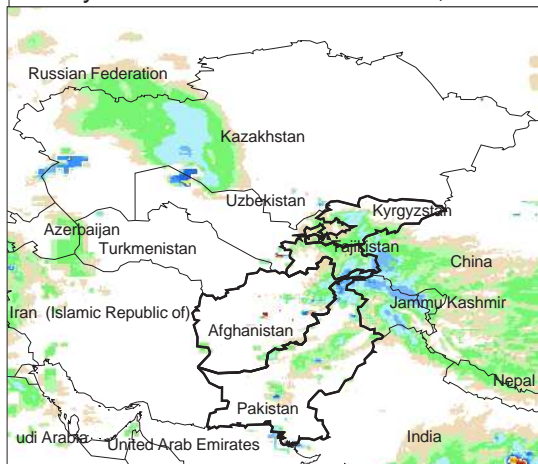 Russian Federation
Kazakhstan
Uzbekistan
Kyrgyzstan
Azerbaijan
Turkmenistan
Tajikistan
China
Iran (Islamic Republic of)
Jammu Kashmir
Afghanistan
Nepal
Pakistan
udi Arabia
United Arab Emirates
India